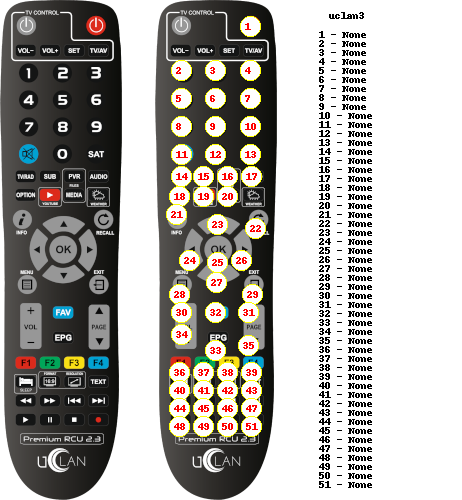 TV CONTROL
VOL− VOL+ SET TV/AV
1 2 3
4 5 6
7 8 9
0 SAT
TV/RAD SUB PVR AUDIO
PAGE
OPTION YOUTUBE MEDIA WEATHER
i
INFO RECALL
OK
MENU EXIT
+ FAV
VOL PAGE
− EPG
F1 F2 F3 F4
FORMAT RESOLUTION
SLEEP 16:9 TEXT
Premium RCU 2.3
uCLAN
TV CONTROL
1
VOL− VOL+ SET TV/AV
2 3 4
5 6 7
8 9 10
11 12 13
14 15 16 17
18 19 20
WEATHER
21 22
23
INFO RECALL
24 25 26
MENU EXIT
27
28 29
30 32 31
34 EPG 35
33
36 37 38 39
40 41 42 43
44 45 46 47
48 49 50 51
Premium RCU 2.3
uCLAN
uclan3
1 - None
2 - None
3 - None
4 - None
5 - None
6 - None
7 - None
8 - None
9 - None
10 - None
11 - None
12 - None
13 - None
14 - None
15 - None
16 - None
17 - None
18 - None
19 - None
20 - None
21 - None
22 - None
23 - None
24 - None
25 - None
26 - None
27 - None
28 - None
29 - None
30 - None
31 - None
32 - None
33 - None
34 - None
35 - None
36 - None
37 - None
38 - None
39 - None
40 - None
41 - None
42 - None
43 - None
44 - None
45 - None
46 - None
47 - None
48 - None
49 - None
50 - None
51 - None